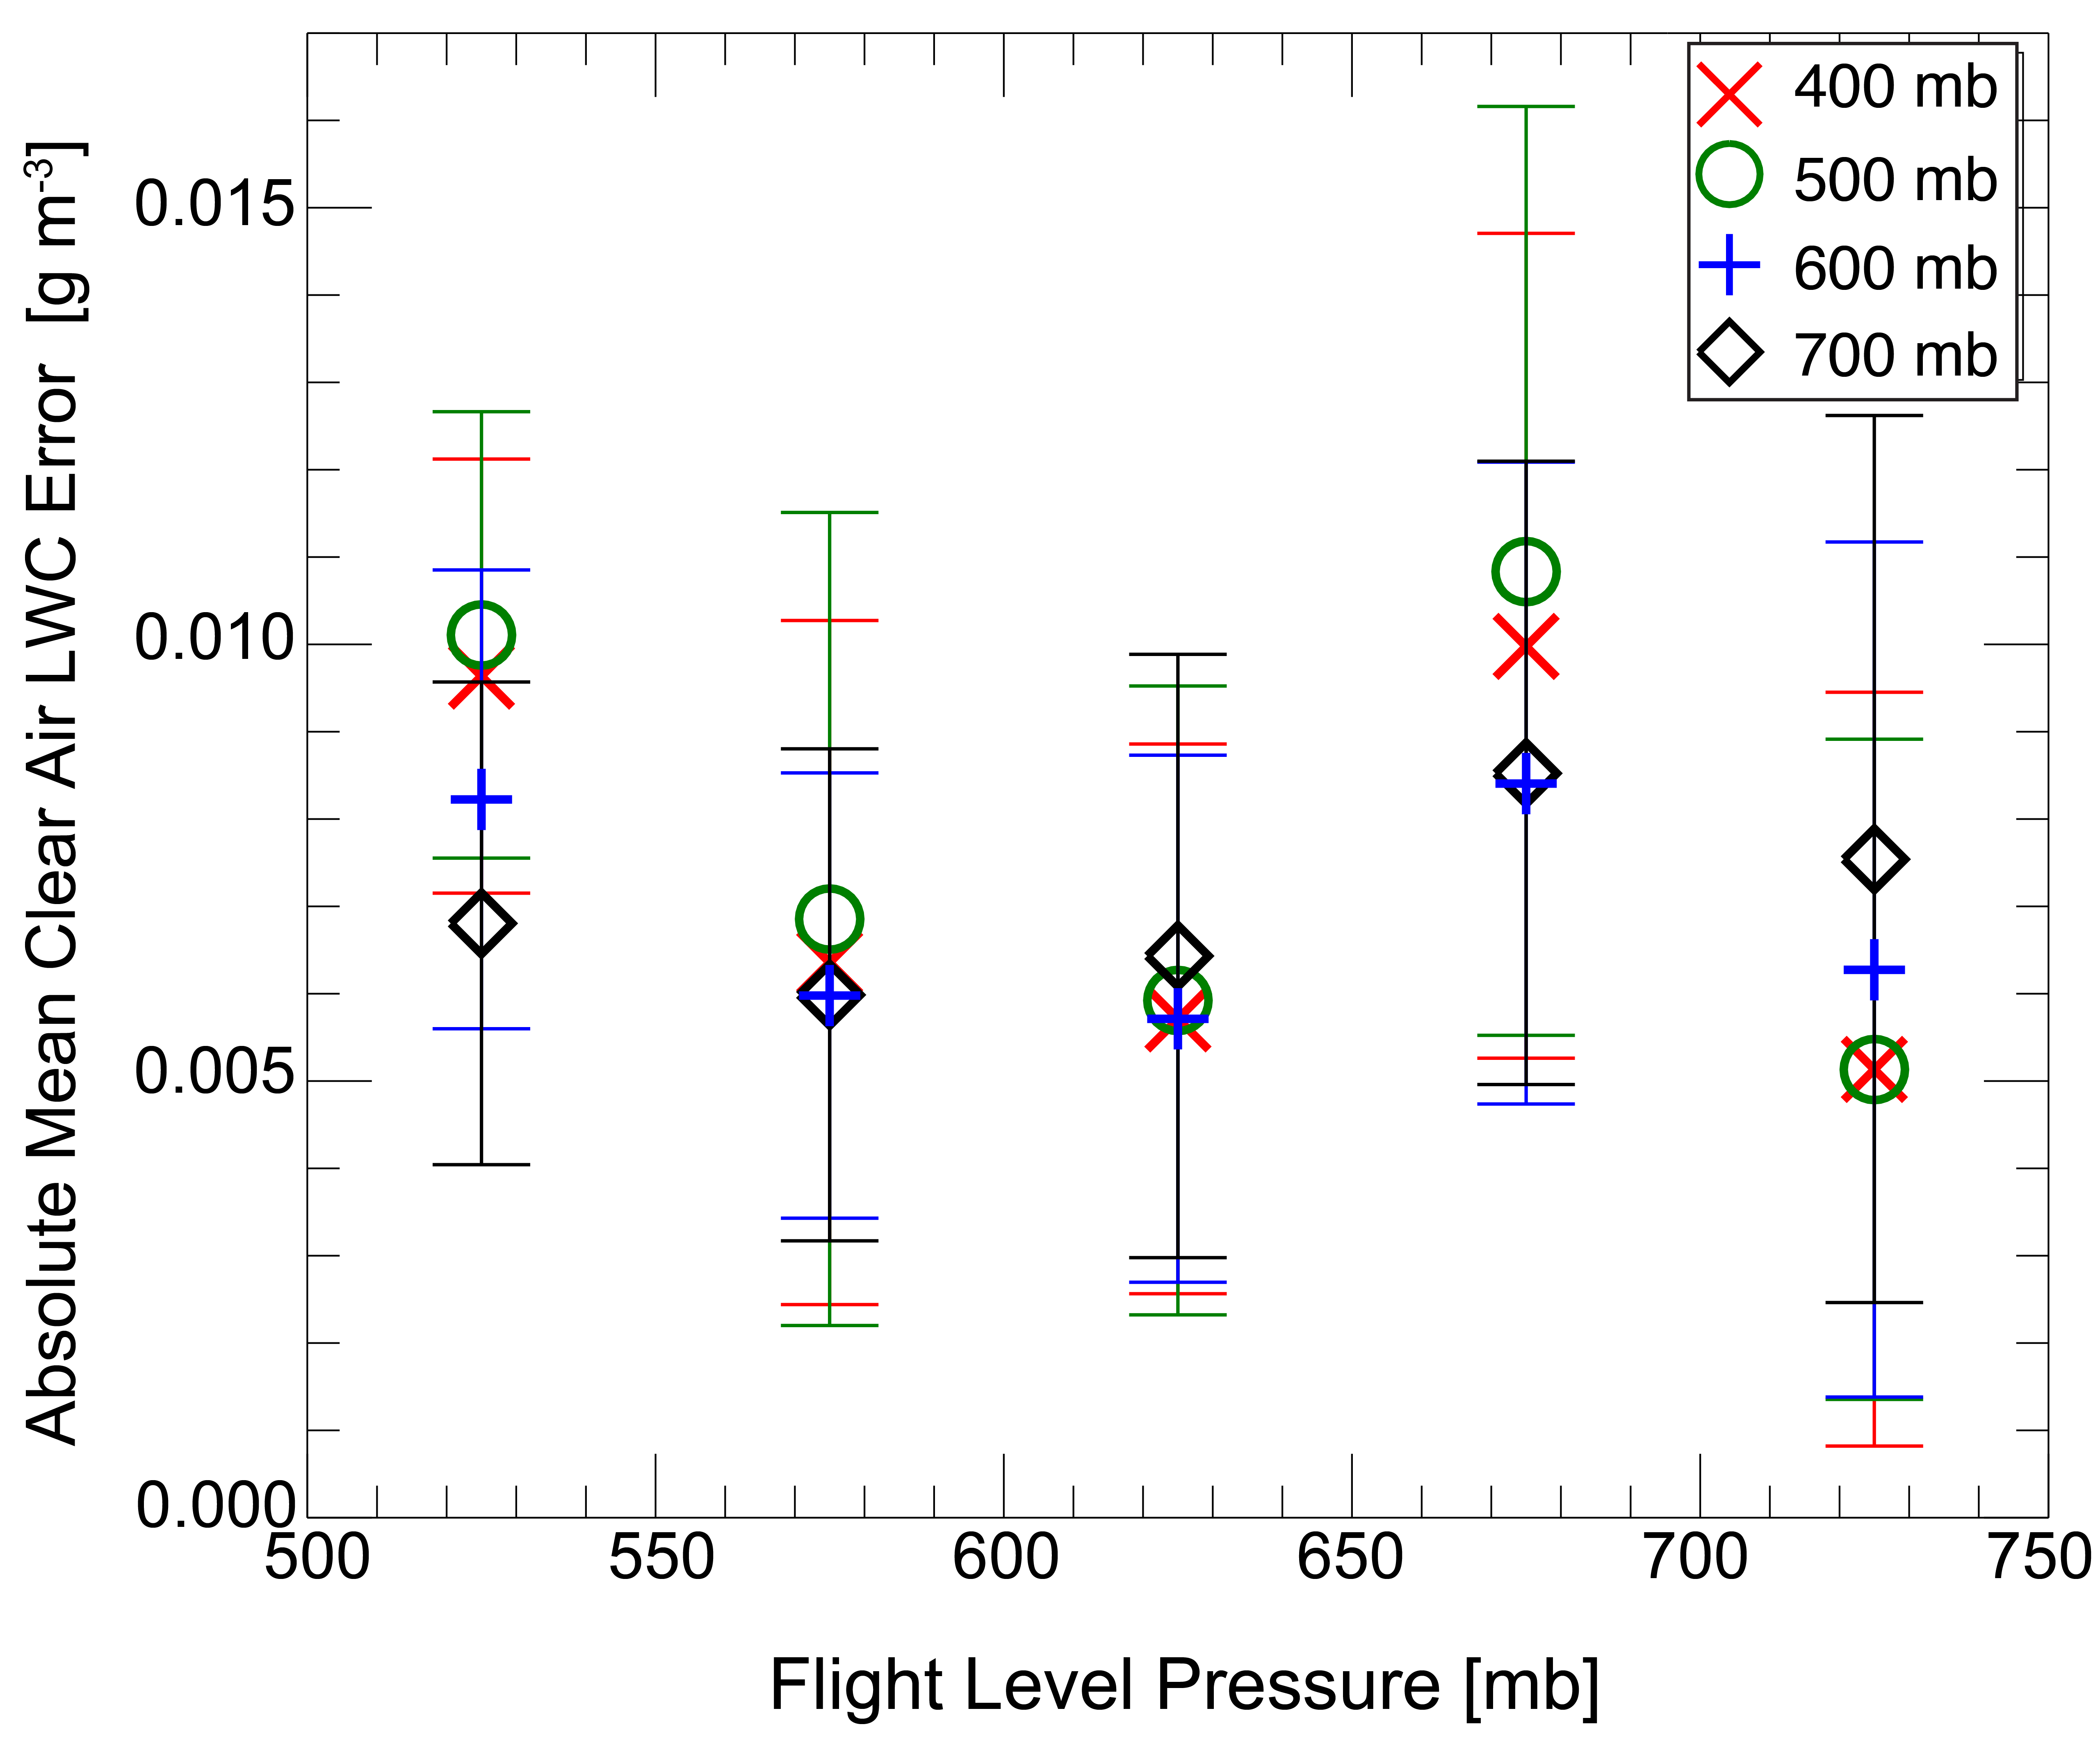 Absolute Mean Clear Air LWC Error [g m-3]
0.015
0.010
0.005
0.000
400 mb
500 mb
600 mb
700 mb
500 550 600 650 700 750
Flight Level Pressure [mb]